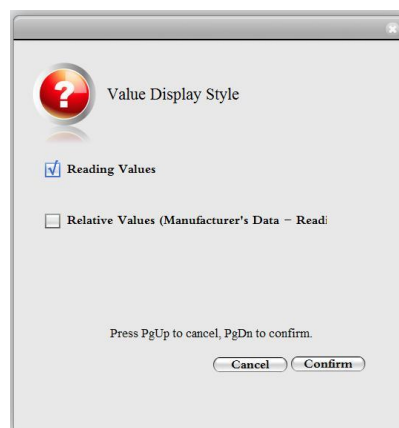 Value Display Style
Reading Values
Relative Values (Manufacturer's Data - Readi
Press PgUp to cancel, PgDn to confirm.
Cancel Confirm